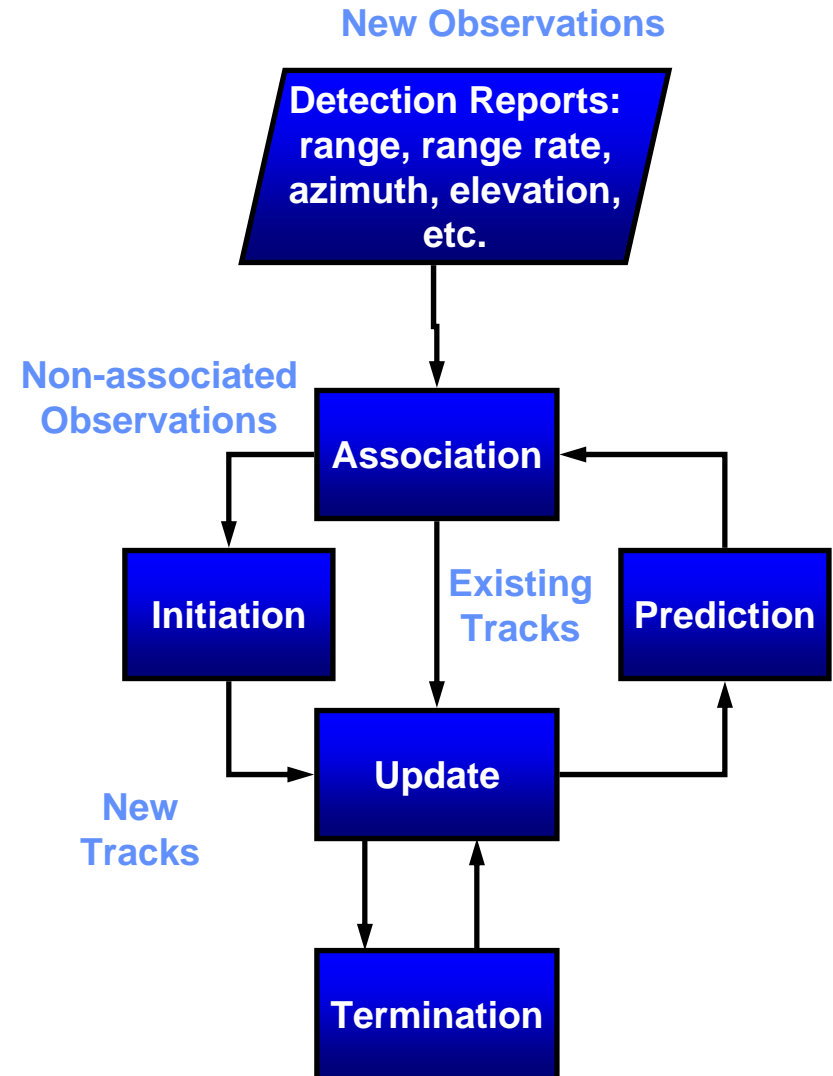 New Observations
Detection Reports:
range, range rate,
azimuth, elevation,
etc.
Non-associated
Observations
Association
Initiation
Existing
Tracks
Prediction
Update
New
Tracks
Termination